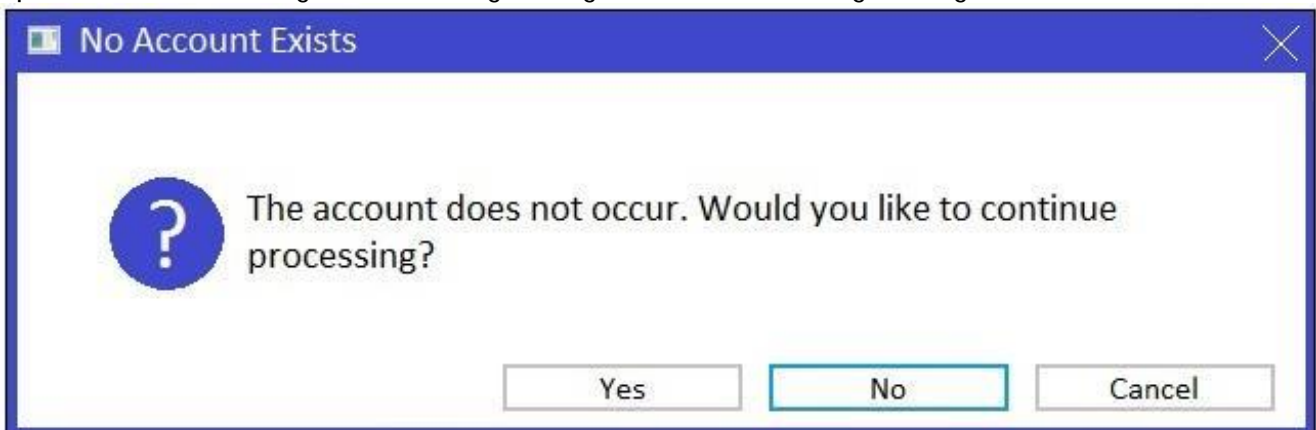 No Account Exists
?
The account does not occur. Would you like to continue
processing?
Yes No Cancel